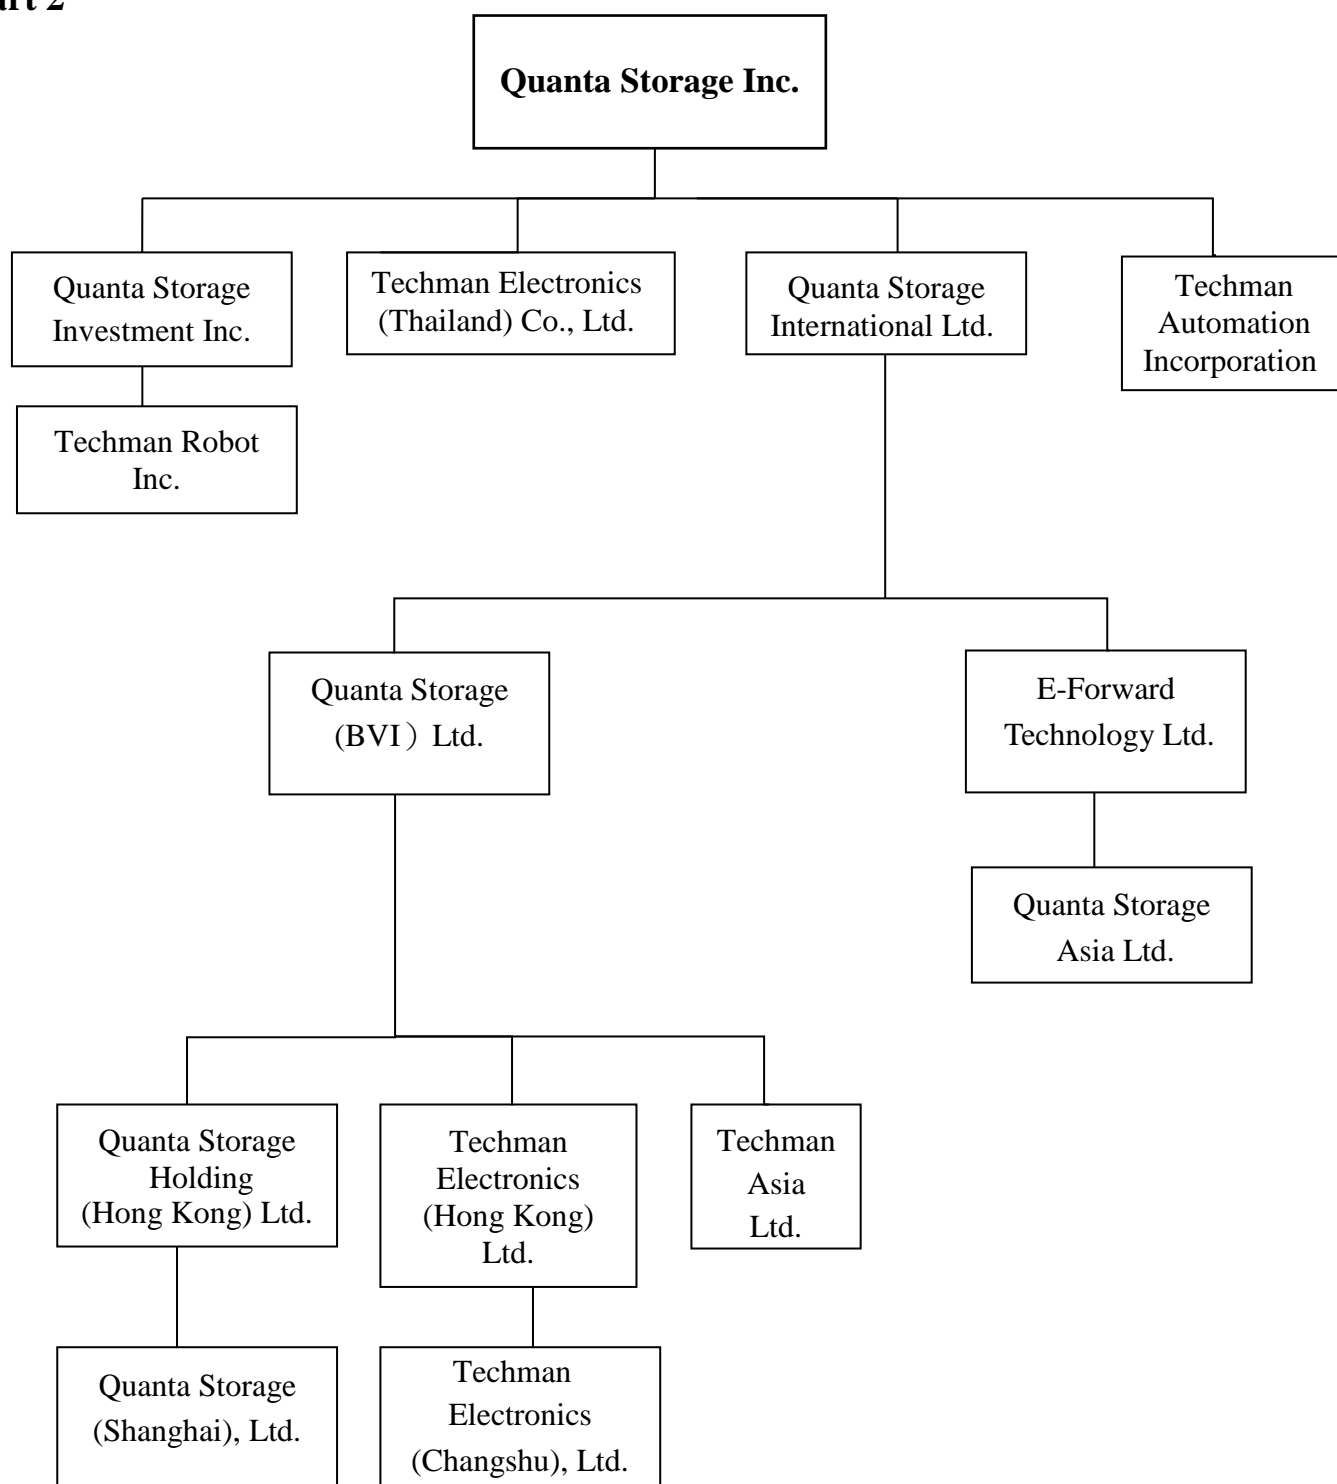 2
Quanta Storage Inc.
Quanta Storage
Investment Inc.
Techman Electronics
(Thailand) Co., Ltd.
Quanta Storage
International Ltd.
Techman
Automation
Incorporation
Techman Robot
Inc.
Quanta Storage
(BVI）Ltd.
E-Forward
Technology Ltd.
Quanta Storage
Asia Ltd.
Quanta Storage
Holding
(Hong Kong) Ltd.
Techman
Electronics
(Hong Kong)
Ltd.
Techman
Asia
Ltd.
Quanta Storage
(Shanghai), Ltd.
Techman
Electronics
(Changshu), Ltd.